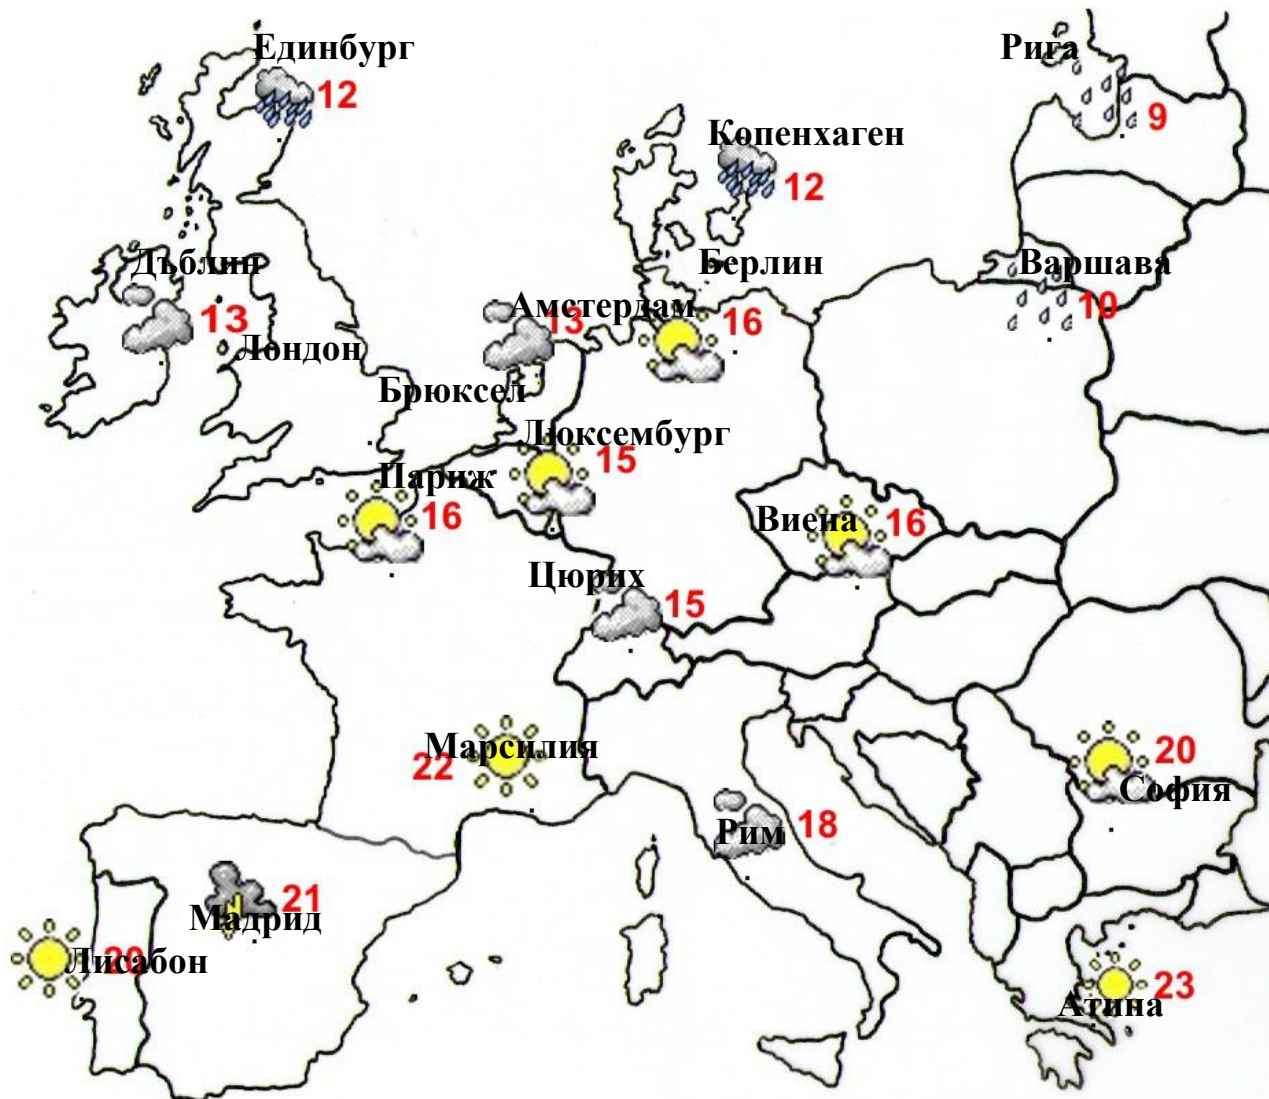 Единбург
12
Рига
9
Копенхаген
12
Дъблин
13
Берлин
16
Варшава
10
Амстердам
13
Лондон
Брюксел
Люксембург
15
Париж
16
Виена
16
Цюрих
15
Марсилия
22
20
София
Рим
18
Мадрид
21
Лисабон
20
Атина
23